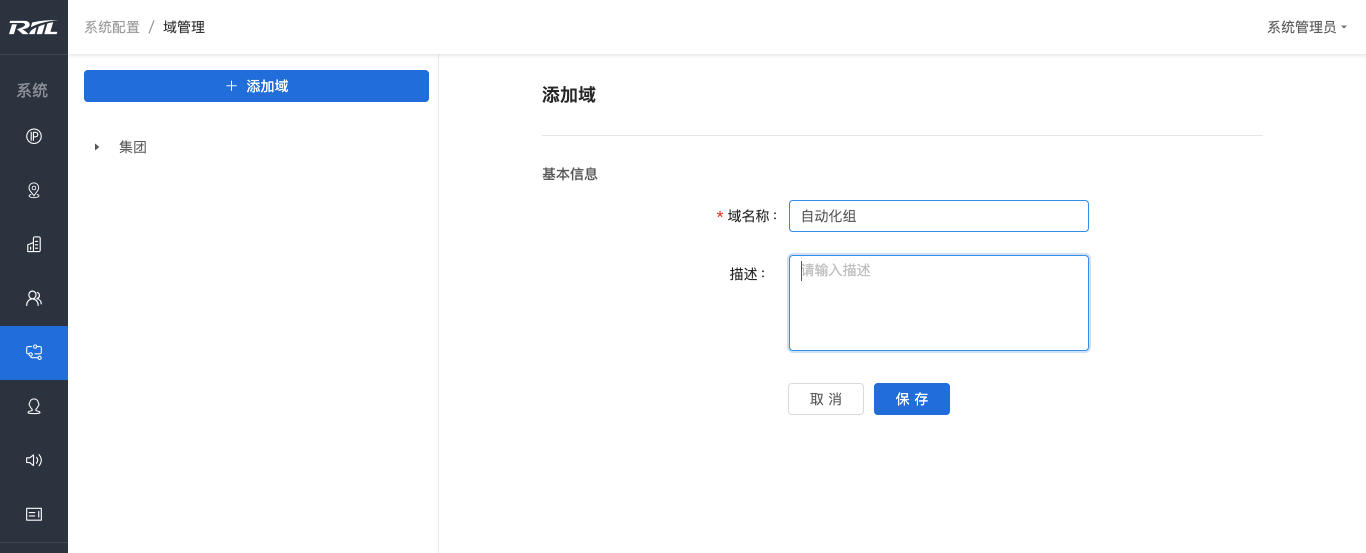 RIIL
系统配置 / 域管理
系统管理员
系统
+ 添加域
集团
添加域
基本信息
* 域名称：
自动化组
描述：
请输入描述
取 消
保 存